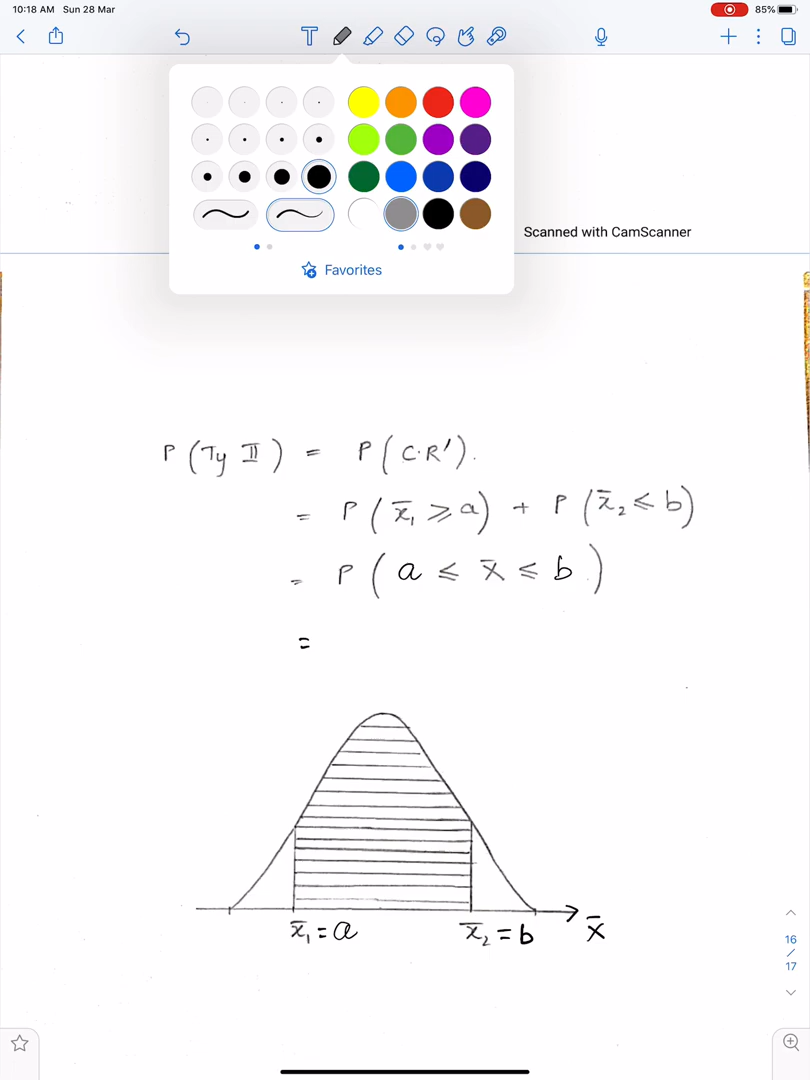 10:18 AM Sun 28 Mar
85%
T
Favorites
Scanned with CamScanner
P (Ty II) = P (C.R').
= P (x̄₁ ⩾ a) + P (x̄₂ ⩽ b)
= P ( a ⩽ x̄ ⩽ b )
=
x̄₁ = a
x̄₂ = b
x̄
16
/
17